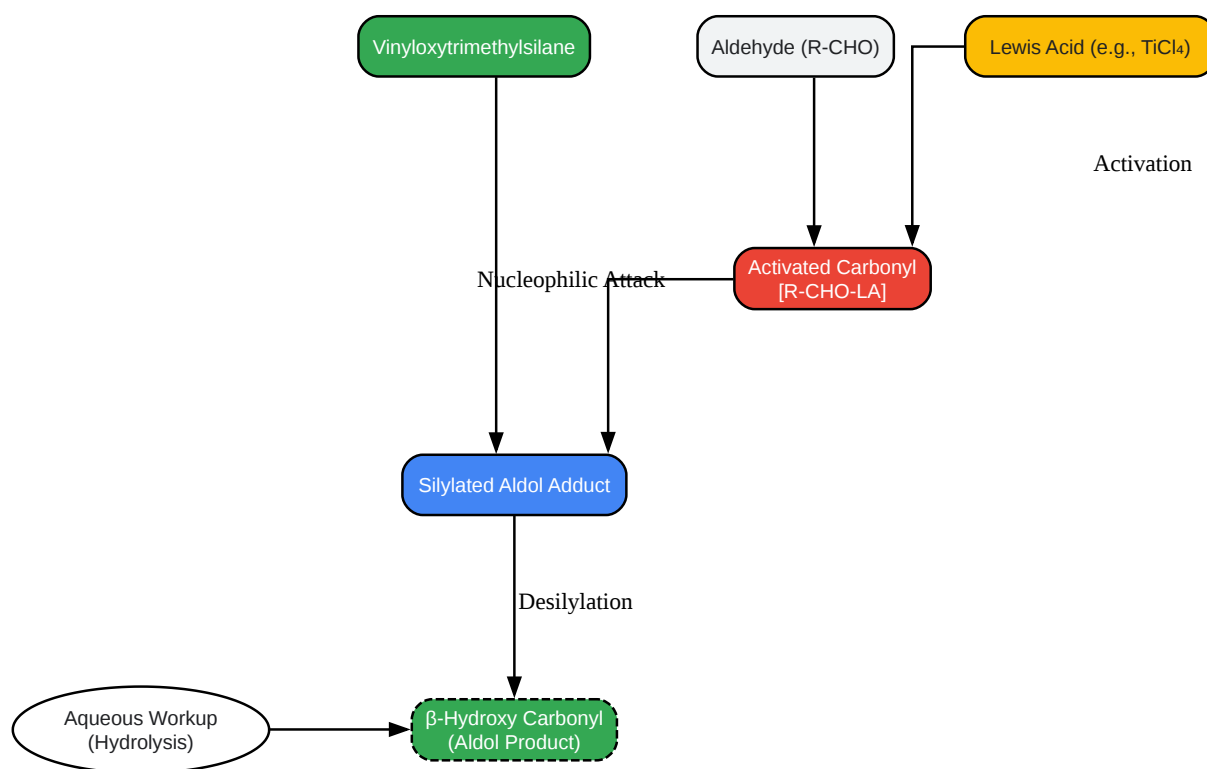 Vinyloxytrimethylsilane
Aldehyde (R-CHO)
Lewis Acid (e.g., TiCl₄)
Activation
Activated Carbonyl
[R-CHO-LA]
Nucleophilic Attack
Silylated Aldol Adduct
Desilylation
Aqueous Workup
(Hydrolysis)
β-Hydroxy Carbonyl
(Aldol Product)